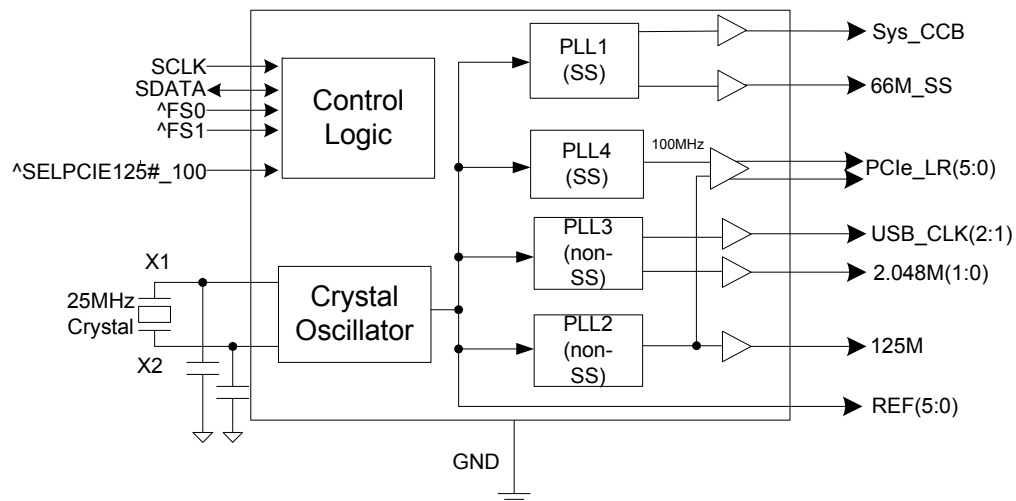 SCLK
SDATA
^FS0
^FS1
^SELPCIE125#_100
Control
Logic
X1
25MHz
Crystal
X2
Crystal
Oscillator
PLL1
(SS)
PLL4
(SS)
100MHz
PLL3
(non-
SS)
PLL2
(non-
SS)
Sys_CCB
66M_SS
PCIe_LR(5:0)
USB_CLK(2:1)
2.048M(1:0)
125M
REF(5:0)
GND